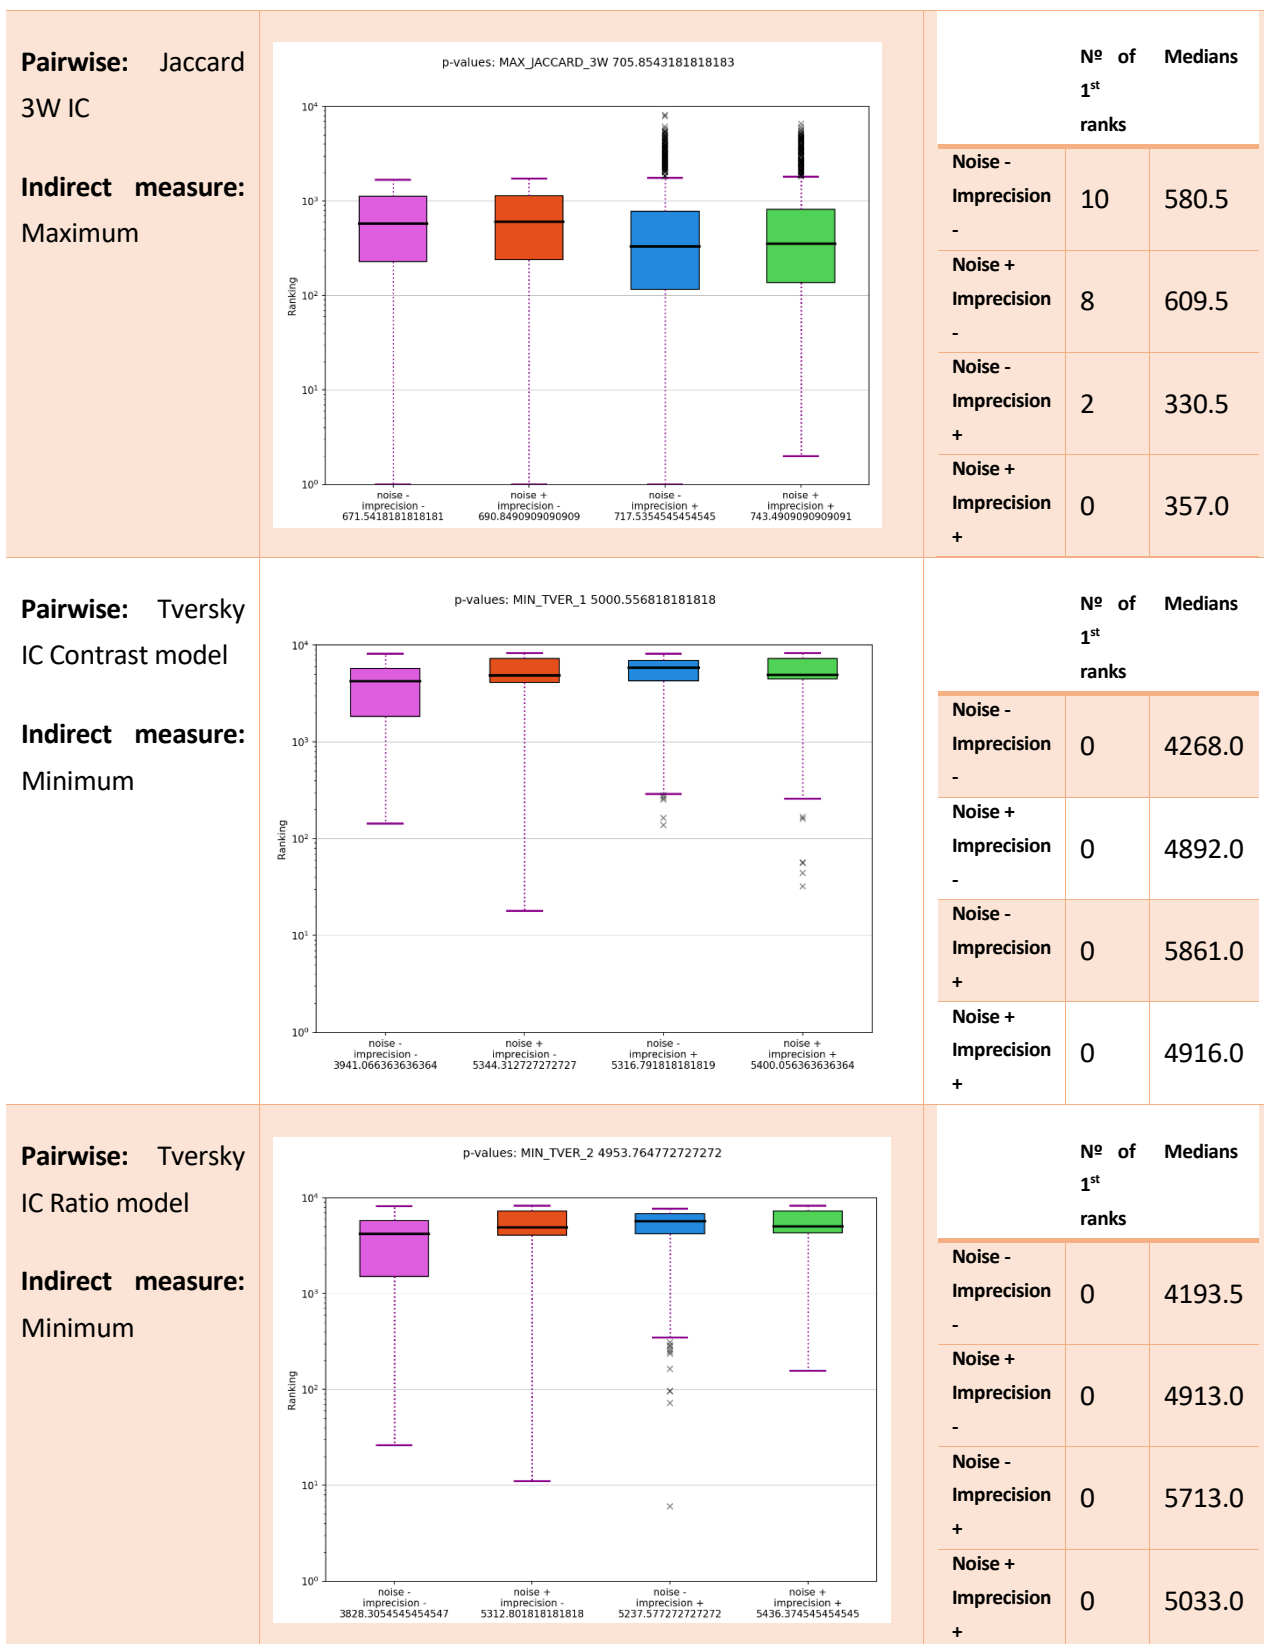 Pairwise: Jaccard
3W IC
Indirect measure:
Maximum
p-values: MAX_JACCARD_3W 705.8543181818183
10⁴
10³
10²
10¹
10⁰
Ranking
noise -
imprecision -
671.5418181818181
noise +
imprecision -
690.8490909090909
noise -
imprecision +
717.5354545454545
noise +
imprecision +
743.4909090909091
Nº of
1st
ranks
Medians
Noise -
Imprecision
-
10
580.5
Noise +
Imprecision
-
8
609.5
Noise -
Imprecision
+
2
330.5
Noise +
Imprecision
+
0
357.0
Pairwise: Tversky
IC Contrast model
Indirect measure:
Minimum
p-values: MIN_TVER_1 5000.556818181818
10⁴
10³
10²
10¹
10⁰
Ranking
noise -
imprecision -
3941.066363636364
noise +
imprecision -
5344.312727272727
noise -
imprecision +
5316.791818181819
noise +
imprecision +
5400.056363636364
Nº of
1st
ranks
Medians
Noise -
Imprecision
-
0
4268.0
Noise +
Imprecision
-
0
4892.0
Noise -
Imprecision
+
0
5861.0
Noise +
Imprecision
+
0
4916.0
Pairwise: Tversky
IC Ratio model
Indirect measure:
Minimum
p-values: MIN_TVER_2 4953.764772727272
10⁴
10³
10²
10¹
10⁰
Ranking
noise -
imprecision -
3828.3054545454547
noise +
imprecision -
5312.801818181818
noise -
imprecision +
5237.577272727272
noise +
imprecision +
5436.374545454545
Nº of
1st
ranks
Medians
Noise -
Imprecision
-
0
4193.5
Noise +
Imprecision
-
0
4913.0
Noise -
Imprecision
+
0
5713.0
Noise +
Imprecision
+
0
5033.0